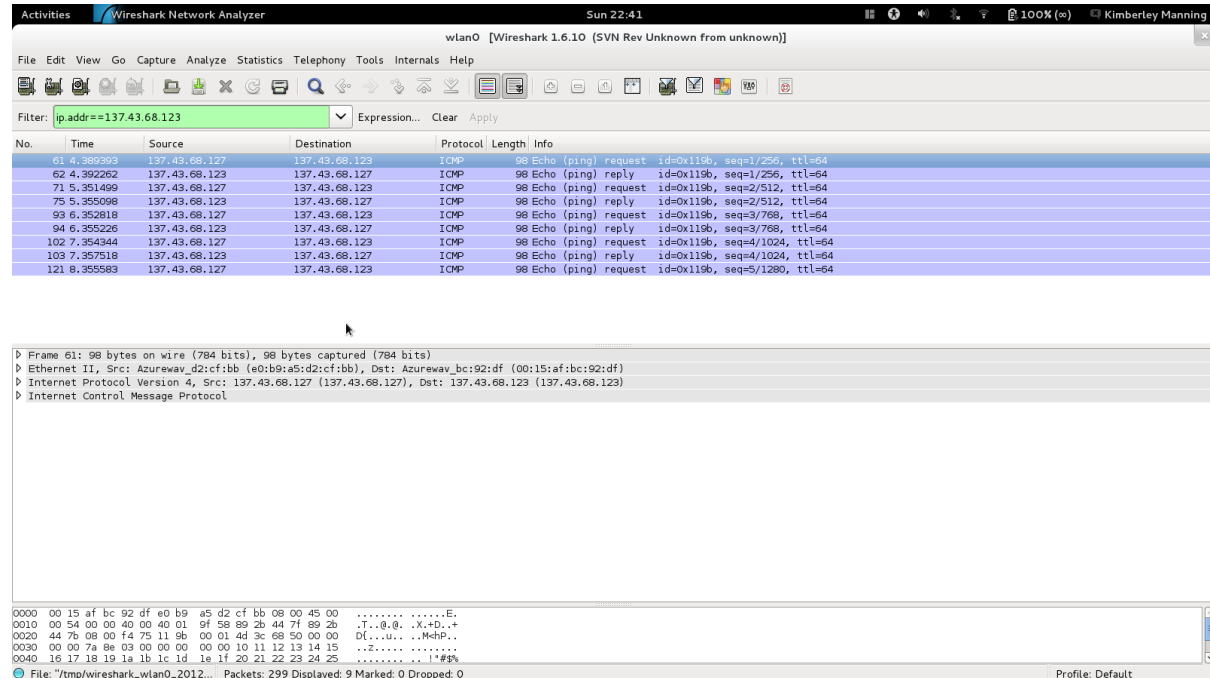 Activities Wireshark Network Analyzer Sun 22:41 100% (∞) Kimberley Manning
wlan0 [Wireshark 1.6.10 (SVN Rev Unknown from unknown)]
File Edit View Go Capture Analyze Statistics Telephony Tools Internals Help
Filter: ip.addr==137.43.68.123 Expression... Clear Apply
No. Time Source Destination Protocol Length Info
61 4.389393 137.43.68.127 137.43.68.123 ICMP 98 Echo (ping) request id=0x119b, seq=1/256, ttl=64
62 4.392262 137.43.68.123 137.43.68.127 ICMP 98 Echo (ping) reply id=0x119b, seq=1/256, ttl=64
71 5.351499 137.43.68.127 137.43.68.123 ICMP 98 Echo (ping) request id=0x119b, seq=2/512, ttl=64
75 5.355098 137.43.68.123 137.43.68.127 ICMP 98 Echo (ping) reply id=0x119b, seq=2/512, ttl=64
93 6.352818 137.43.68.127 137.43.68.123 ICMP 98 Echo (ping) request id=0x119b, seq=3/768, ttl=64
94 6.355226 137.43.68.123 137.43.68.127 ICMP 98 Echo (ping) reply id=0x119b, seq=3/768, ttl=64
102 7.354344 137.43.68.127 137.43.68.123 ICMP 98 Echo (ping) request id=0x119b, seq=4/1024, ttl=64
103 7.357518 137.43.68.123 137.43.68.127 ICMP 98 Echo (ping) reply id=0x119b, seq=4/1024, ttl=64
121 8.355583 137.43.68.127 137.43.68.123 ICMP 98 Echo (ping) request id=0x119b, seq=5/1280, ttl=64
Frame 61: 98 bytes on wire (784 bits), 98 bytes captured (784 bits)
Ethernet II, Src: Azurewav_d2:cf:bb (e0:b9:a5:d2:cf:bb), Dst: Azurewav_bc:92:df (00:15:af:bc:92:df)
Internet Protocol Version 4, Src: 137.43.68.127 (137.43.68.127), Dst: 137.43.68.123 (137.43.68.123)
Internet Control Message Protocol
0000 00 15 af bc 92 df e0 b9 a5 d2 cf bb 08 00 45 00 ........ ......E.
0010 00 54 00 00 40 00 40 01 9f 58 89 2b 44 7f 89 2b .T..@.@. .X.+D..+
0020 44 7b 08 00 f4 75 11 9b 00 01 4d 3c 68 50 00 00 D{...u.. ..M<hP..
0030 00 00 7a 8e 03 00 00 00 00 00 10 11 12 13 14 15 ..z..... ........
0040 16 17 18 19 1a 1b 1c 1d 1e 1f 20 21 22 23 24 25 ........ .. !"#$%
File: "/tmp/wireshark_wlan0_2012... Packets: 299 Displayed: 9 Marked: 0 Dropped: 0 Profile: Default